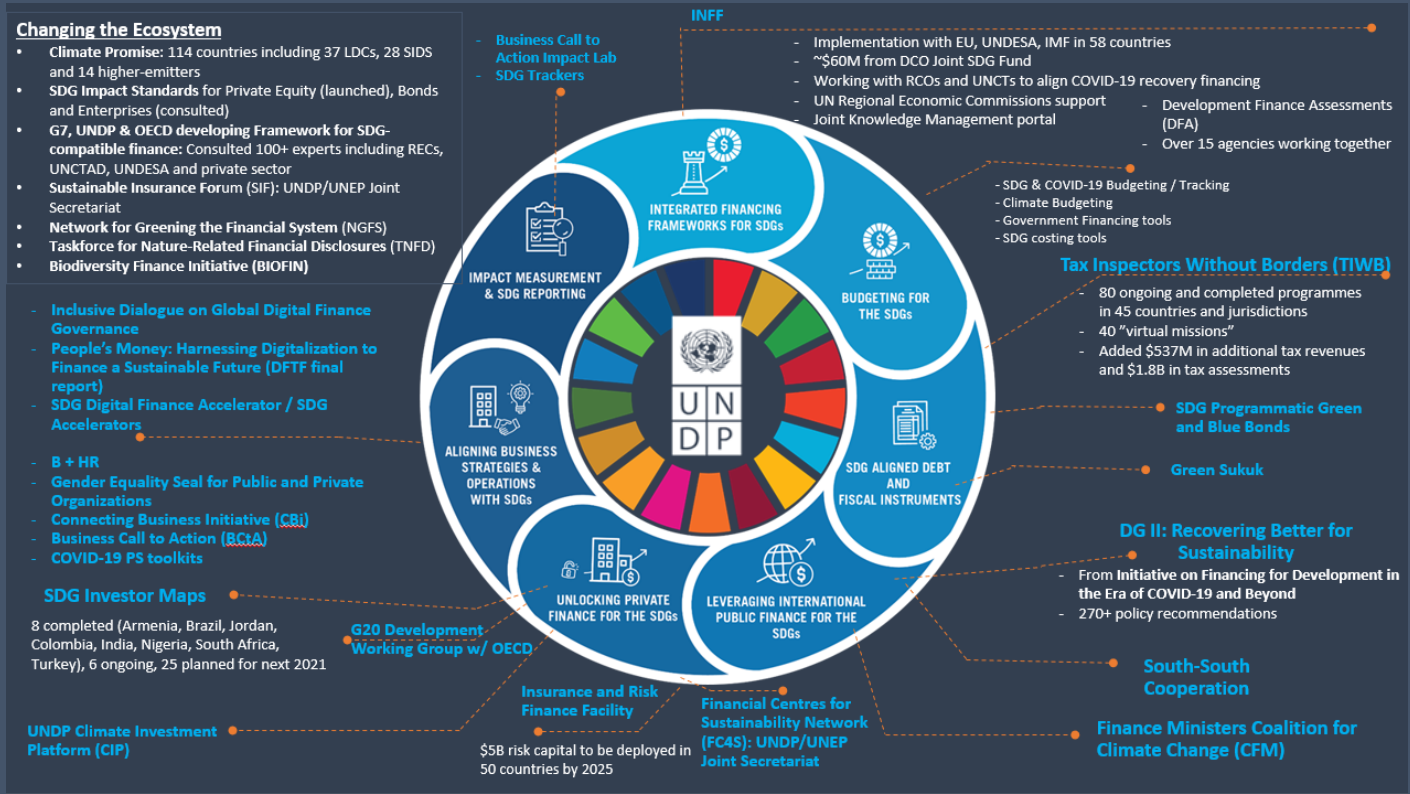 Changing the Ecosystem
• Climate Promise: 114 countries including 37 LDCs, 28 SIDS
and 14 higher-emitters
• SDG Impact Standards for Private Equity (launched), Bonds
and Enterprises (consulted)
• G7, UNDP & OECD developing Framework for SDG-
compatible finance: Consulted 100+ experts including RECs,
UNCTAD, UNDESA and private sector
• Sustainable Insurance Forum (SIF): UNDP/UNEP Joint
Secretariat
• Network for Greening the Financial System (NGFS)
• Taskforce for Nature-Related Financial Disclosures (TNFD)
• Biodiversity Finance Initiative (BIOFIN)
- Business Call to
Action Impact Lab
- SDG Trackers
INFF
- Implementation with EU, UNDESA, IMF in 58 countries
- ~$60M from DCO Joint SDG Fund
- Working with RCOs and UNCTs to align COVID-19 recovery financing
- UN Regional Economic Commissions support
- Joint Knowledge Management portal
- Development Finance Assessments
(DFA)
- Over 15 agencies working together
- SDG & COVID-19 Budgeting / Tracking
- Climate Budgeting
- Government Financing tools
- SDG costing tools
Tax Inspectors Without Borders (TIWB)
- 80 ongoing and completed programmes
in 45 countries and jurisdictions
- 40 ”virtual missions”
- Added $537M in additional tax revenues
and $1.8B in tax assessments
SDG Programmatic Green
and Blue Bonds
Green Sukuk
DG II: Recovering Better for
Sustainability
- From Initiative on Financing for Development in
the Era of COVID-19 and Beyond
- 270+ policy recommendations
South-South
Cooperation
Finance Ministers Coalition for
Climate Change (CFM)
INTEGRATED FINANCING
FRAMEWORKS FOR SDGs
BUDGETING FOR
THE SDGs
SDG ALIGNED DEBT
AND
FISCAL INSTRUMENTS
LEVERAGING INTERNATIONAL
PUBLIC FINANCE FOR THE
SDGs
UNLOCKING PRIVATE
FINANCE FOR THE SDGs
ALIGNING BUSINESS
STRATEGIES &
OPERATIONS
WITH SDGs
IMPACT MEASUREMENT
& SDG REPORTING
U N
D P
- Inclusive Dialogue on Global Digital Finance
Governance
- People’s Money: Harnessing Digitalization to
Finance a Sustainable Future (DFTF final
report)
- SDG Digital Finance Accelerator / SDG
Accelerators
- B + HR
- Gender Equality Seal for Public and Private
Organizations
- Connecting Business Initiative (CBi)
- Business Call to Action (BCtA)
- COVID-19 PS toolkits
SDG Investor Maps
8 completed (Armenia, Brazil, Jordan,
Colombia, India, Nigeria, South Africa,
Turkey), 6 ongoing, 25 planned for next 2021
G20 Development
Working Group w/ OECD
UNDP Climate Investment
Platform (CIP)
Insurance and Risk
Finance Facility
$5B risk capital to be deployed in
50 countries by 2025
Financial Centres for
Sustainability Network
(FC4S): UNDP/UNEP
Joint Secretariat